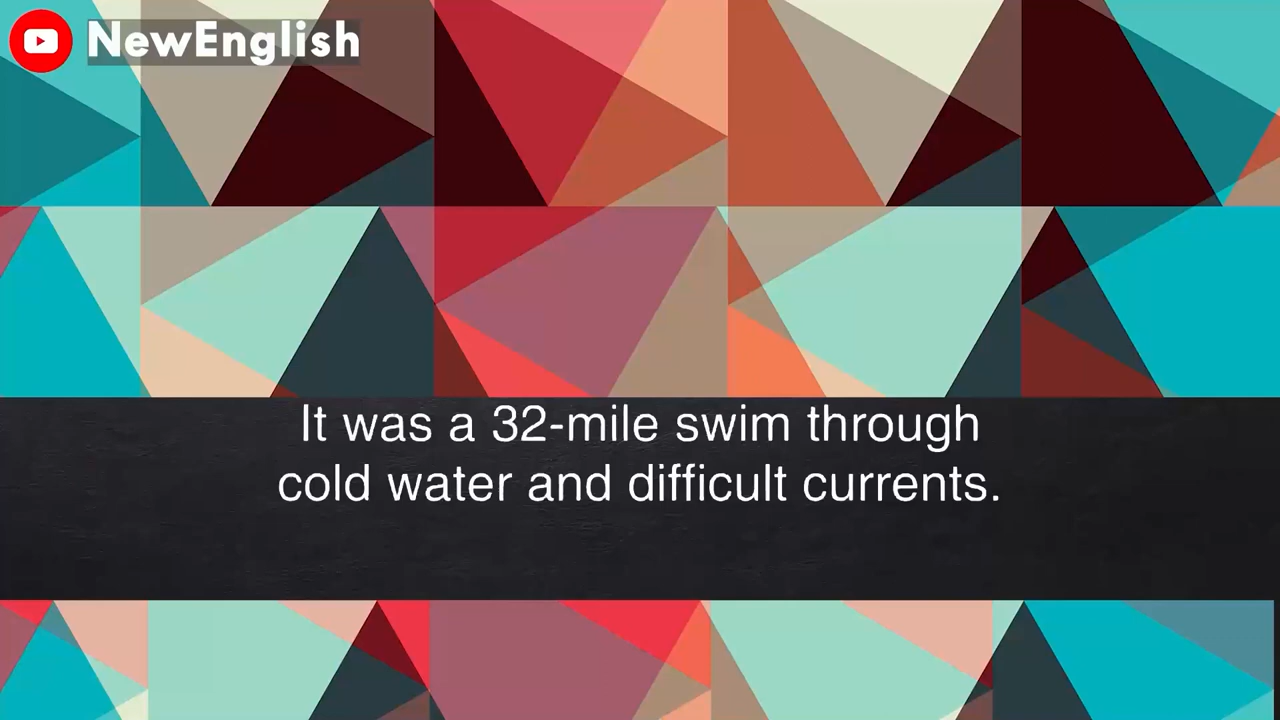 NewEnglish
It was a 32-mile swim through
cold water and difficult currents.